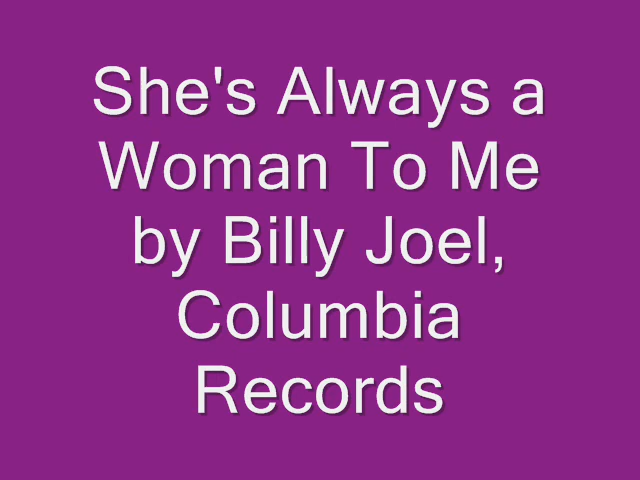 She's Always a
Woman To Me
by Billy Joel,
Columbia
Records